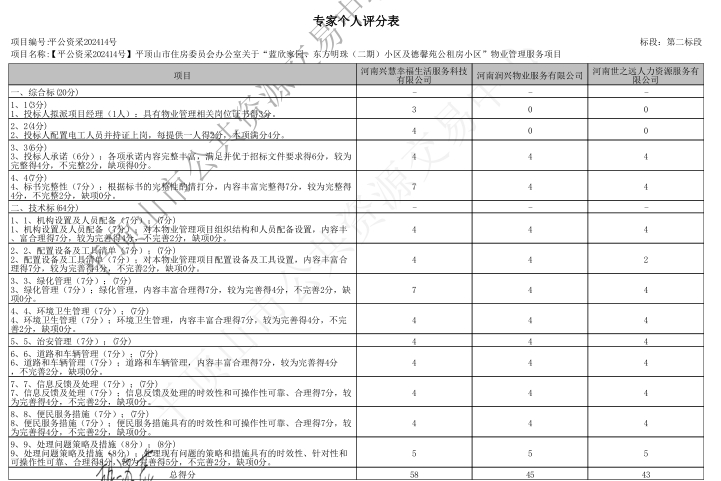 专家个人评分表
项目编号:平公资采202414号 标段：第二标段
项目名称:【平公资采202414号】平顶山市住房委员会办公室关于“蓝欣家园、东方明珠（二期）小区及德馨苑公租房小区”物业管理服务项目
项目 河南兴慧幸福生活服务科技有限公司 河南润兴物业服务有限公司 河南世之远人力资源服务有限公司
一、综合标(20分) – – –
1、1(3分)
1、投标人拟派项目经理（1人）：具有物业管理相关岗位证书得3分。 3 0 0
2、2(4分)
2、投标人配置电工人员并持证上岗，每提供一人得2分，本项满分4分。 4 0 0
3、3(6分)
3、投标人承诺（6分）；各项承诺内容完整丰富，满足并优于招标文件要求得6分，较为
完整得4分，不完整2分，缺项得0分。 4 4 4
4、4(7分)
4、标书完整性（7分）；根据标书的完整性酌情打分，内容丰富完整得7分，较为完整得
4分，不完整2分，缺项0分。 7 4 4
二、技术标(64分) – – –
1、1、机构设置及人员配备（7分）；(7分)
1、机构设置及人员配备（7分）；对本物业管理项目组织结构和人员配备设置，内容丰
、富合理得7分，较为完善得4分，不完善2分，缺项0分。 4 4 4
2、2、配置设备及工具清单（7分）；(7分)
2、配置设备及工具清单（7分）；对本物业管理项目配置设备及工具设置，内容丰富合
理得7分，较为完善得4分，不完善2分，缺项0分。 4 4 2
3、3、绿化管理（7分）；(7分)
3、绿化管理（7分）；绿化管理，内容丰富合理得7分，较为完善得4分，不完善2分，缺
项0分。 7 4 4
4、4、环境卫生管理（7分）；(7分)
4、环境卫生管理（7分）；环境卫生管理，内容丰富合理得7分，较为完善得4分，不完
善2分，缺项0分。 4 4 4
5、5、治安管理（7分）；(7分) 4 4 4
6、6、道路和车辆管理（7分）；(7分)
6、道路和车辆管理（7分）；道路和车辆管理，内容丰富合理得7分，较为完善得4分
，不完善2分，缺项0分。 4 4 4
7、7、信息反馈及处理（7分）；(7分)
7、信息反馈及处理（7分）；信息反馈及处理的时效性和可操作性可靠、合理得7分，较
为完善得4分，不完善2分，缺项0分。 4 4 4
8、8、便民服务措施（7分）；(7分)
8、便民服务措施（7分）；便民服务措施具有的时效性和可操作性可靠、合理得7分，较
为完善得4分，不完善2分，缺项0分。 4 4 4
9、9、处理问题策略及措施（8分）；(8分)
9、处理问题策略及措施（8分）；处理现有问题的策略和措施具有的时效性、针对性和
可操作性可靠、合理得8分，较为完善得5分，不完善2分，缺项0分。 5 5 5
总得分 58 45 43